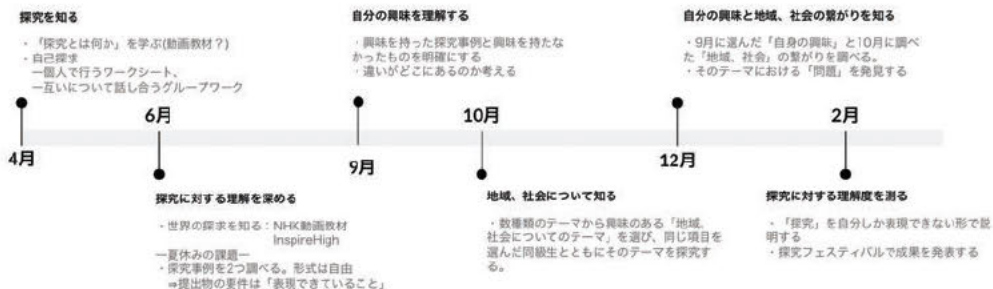 探究を知る
・「探究とは何か」を学ぶ(動画教材？)
・自己探求
ー個人で行うワークシート、
ー互いについて話し合うグループワーク
自分の興味を理解する
・興味を持った探究事例と興味を持たな
かったものを明確にする
・違いがどこにあるのか考える
自分の興味と地域、社会の繋がりを知る
・9月に選んだ「自身の興味」と10月に調べ
た「地域、社会」の繋がりを調べる。
・そのテーマにおける「問題」を発見する
4月
6月
9月
10月
12月
2月
探究に対する理解を深める
・世界の探求を知る：NHK動画教材
InspireHigh
ー夏休みの課題ー
・探究事例を2つ調べる。形式は自由
⇒提出物の要件は「表現できていること」
地域、社会について知る
・数種類のテーマから興味のある「地域、
社会についてのテーマ」を選び、同じ項目を
選んだ同級生とともにそのテーマを探究す
る。
探究に対する理解度を測る
・「探究」を自分しか表現できない形で説
明する
・探究フェスティバルで成果を発表する